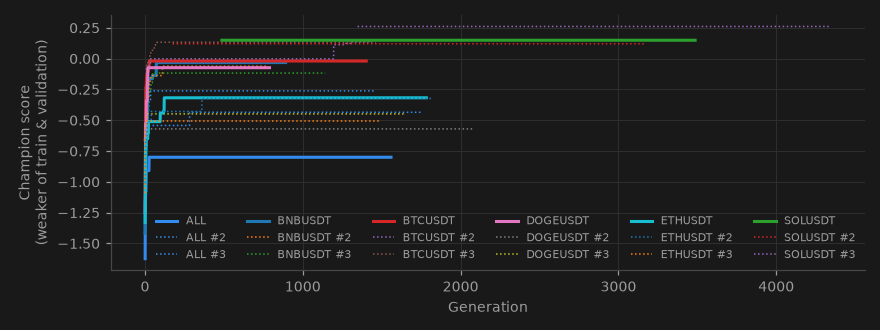 Champion score
(weaker of train & validation)
0.25
0.00
−0.25
−0.50
−0.75
−1.00
−1.25
−1.50
ALL BNBUSDT BTCUSDT DOGEUSDT ETHUSDT SOLUSDT
ALL #2 BNBUSDT #2 BTCUSDT #2 DOGEUSDT #2 ETHUSDT #2 SOLUSDT #2
ALL #3 BNBUSDT #3 BTCUSDT #3 DOGEUSDT #3 ETHUSDT #3 SOLUSDT #3
0 1000 2000 3000 4000
Generation